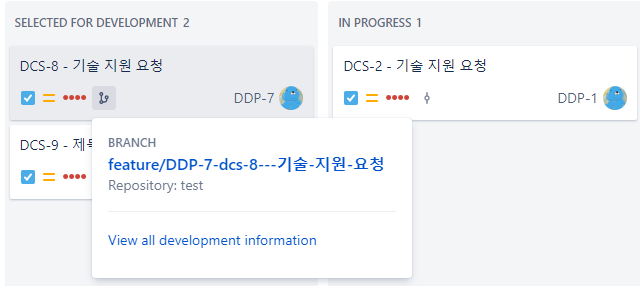 SELECTED FOR DEVELOPMENT 2
DCS-8 - 기술 지원 요청
DDP-7
DCS-9 -
BRANCH
feature/DDP-7-dcs-8---기술-지원-요청
Repository: test
View all development information
IN PROGRESS 1
DCS-2 - 기술 지원 요청
DDP-1